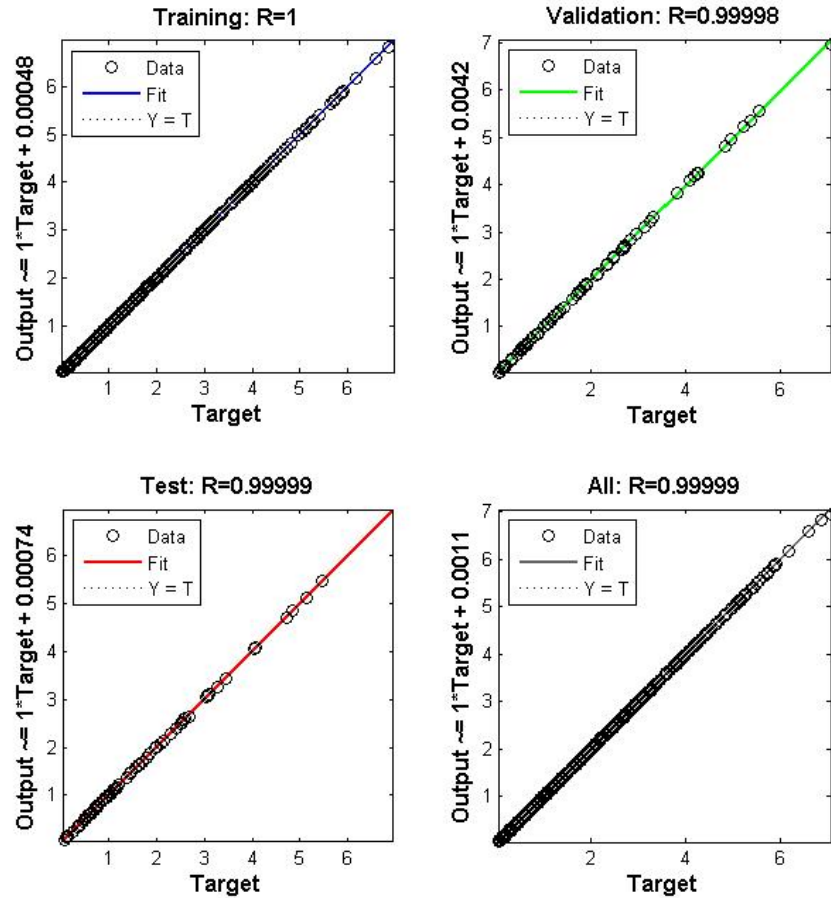 Training: R=1
Output ~= 1*Target + 0.00048
6
5
4
3
2
1
Data
Fit
Y = T
1 2 3 4 5 6
Target
Validation: R=0.99998
Output ~= 1*Target + 0.0042
7
6
5
4
3
2
1
Data
Fit
Y = T
2 4 6
Target
Test: R=0.99999
Output ~= 1*Target + 0.00074
6
5
4
3
2
1
Data
Fit
Y = T
1 2 3 4 5 6
Target
All: R=0.99999
Output ~= 1*Target + 0.0011
7
6
5
4
3
2
1
Data
Fit
Y = T
2 4 6
Target